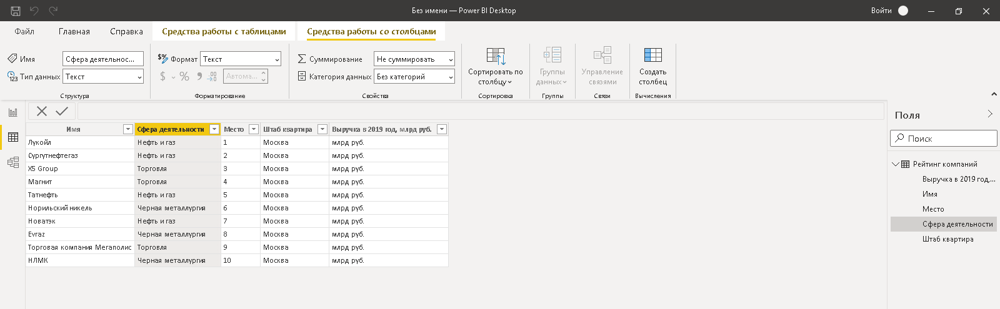 Без имени — Power BI Desktop
Войти
Файл Главная Справка Средства работы с таблицами Средства работы со столбцами
Имя Сфера деятельнос... $% Формат Текст Суммирование Не суммировать
Тип данных Текст $ % 9 .00 Автома... Категория данных Без категорий
Сортировать по столбцу
Группы данных
Управление связями
Создать столбец
Структура Форматирование Свойства Сортировка Группы Связи Вычисления
Имя Сфера деятельности Место Штаб квартира Выручка в 2019 год, млрд руб.
Лукойл Нефть и газ 1 Москва млрд руб.
Сургутнефтегаз Нефть и газ 2 Москва млрд руб.
X5 Group Торговля 3 Москва млрд руб.
Магнит Торговля 4 Москва млрд руб.
Татнефть Нефть и газ 5 Москва млрд руб.
Норильский никель Черная металлургия 6 Москва млрд руб.
Новатэк Нефть и газ 7 Москва млрд руб.
Evraz Черная металлургия 8 Москва млрд руб.
Торговая компания Мегаполис Торговля 9 Москва млрд руб.
НЛМК Черная металлургия 10 Москва млрд руб.
Поля
Поиск
Рейтинг компаний
Выручка в 2019 год,...
Имя
Место
Сфера деятельности
Штаб квартира